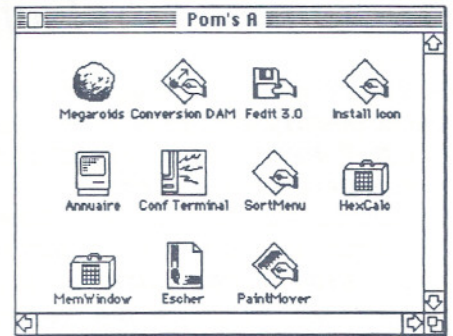 Pom's A
Megaroids Conversion DAM Fedit 3.0 Install Icon
Annuaire Conf Terminal SortMenu HexCalc
MemWindow Escher PaintMover